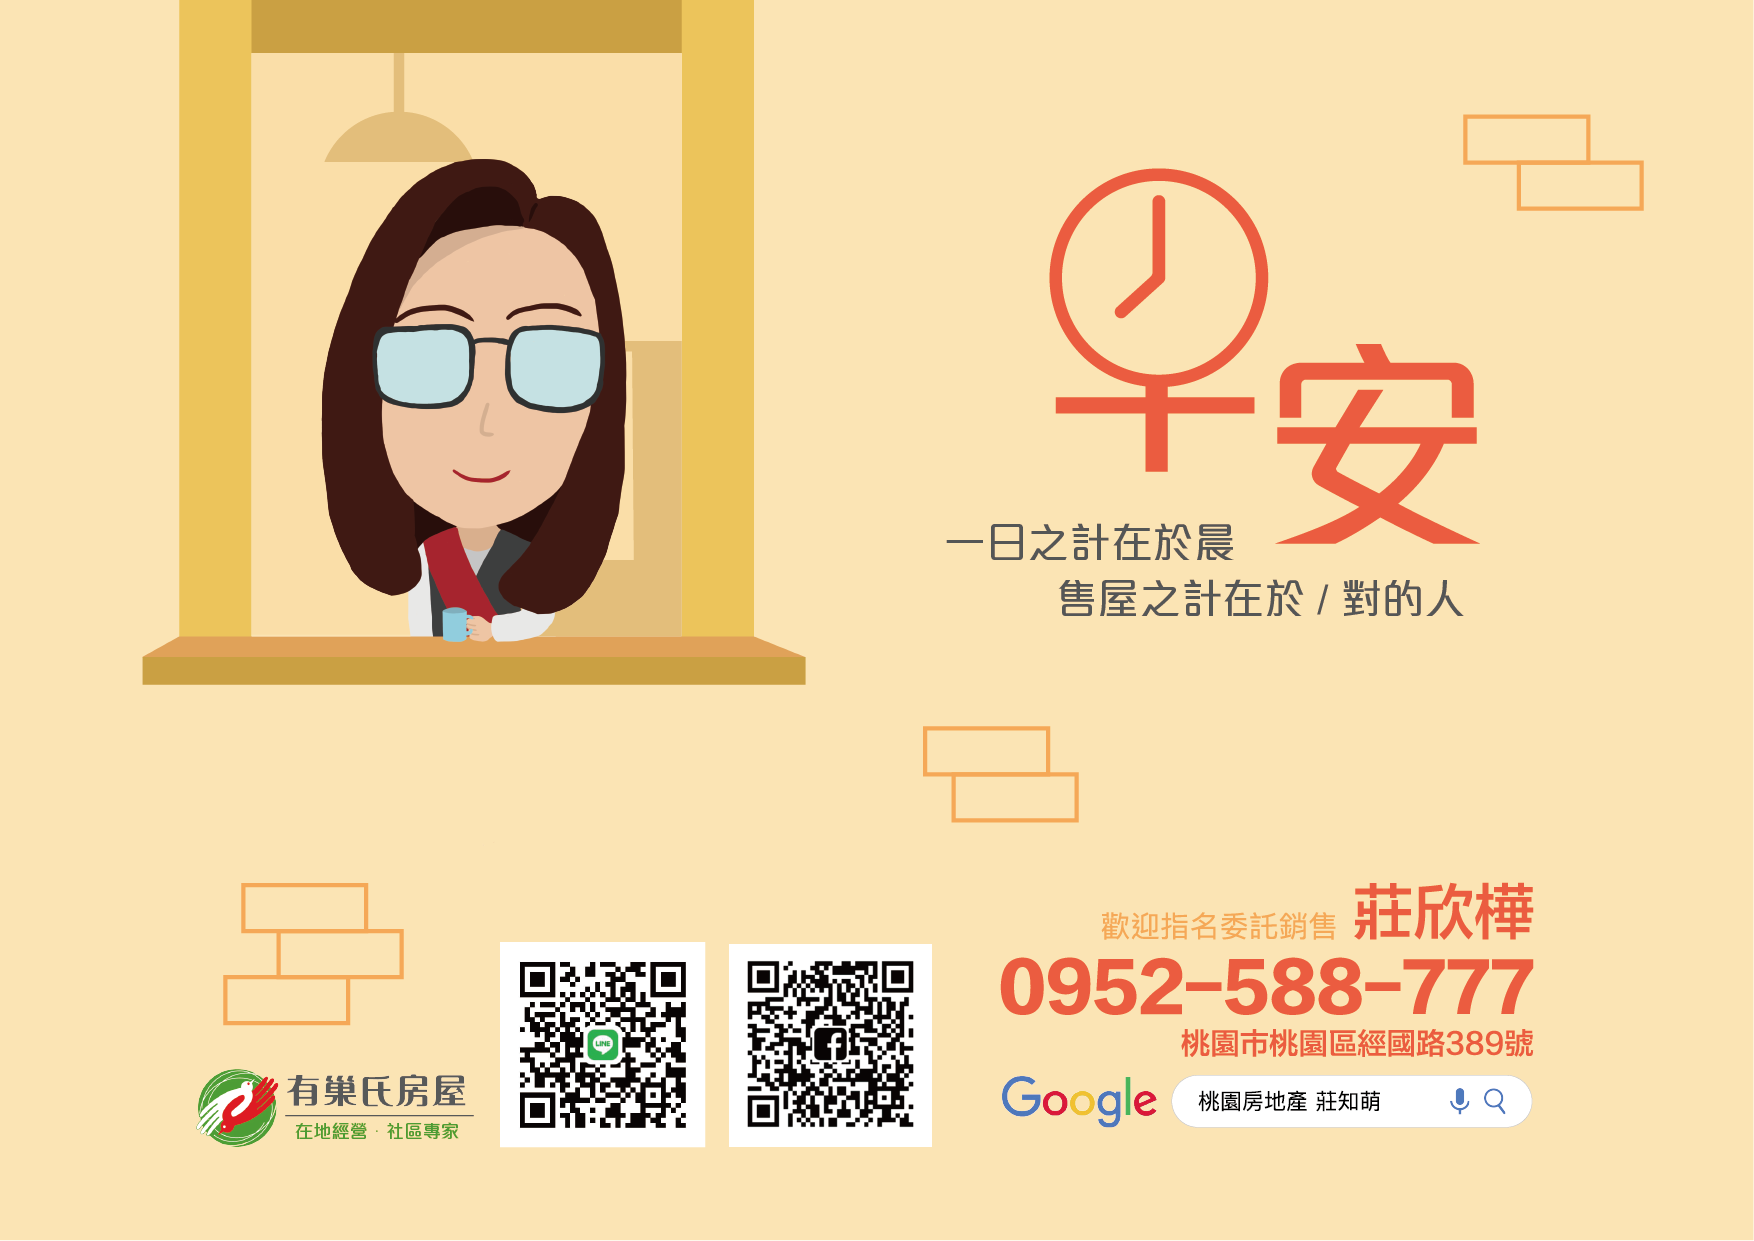 早安
一日之計在於晨
售屋之計在於 / 對的人
歡迎指名委託銷售 莊欣樺
0952-588-777
桃園市桃園區經國路389號
Google 桃園房地產 莊知萌
LINE
有巢氏房屋
在地經營·社區專家